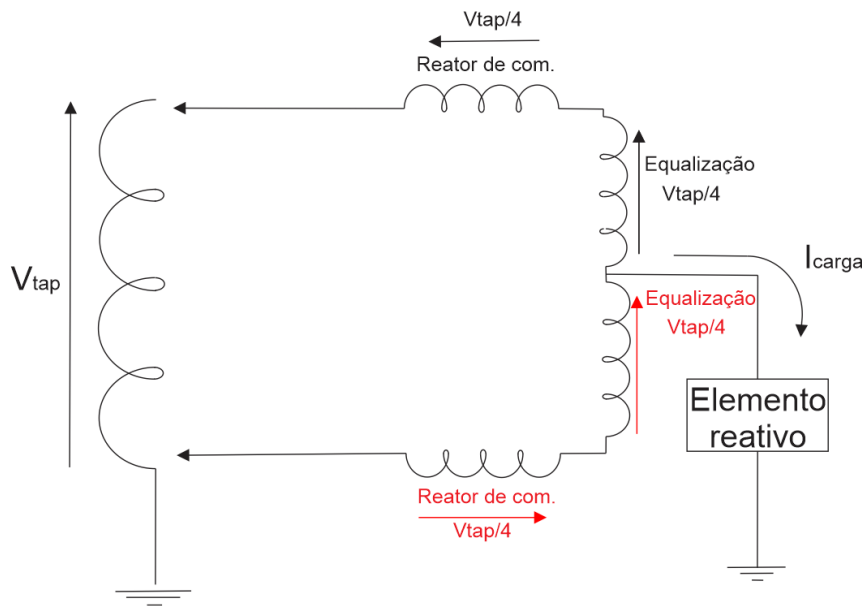 Vtap/4
Reator de com.
Equalização
Vtap/4
Vtap
Icarga
Equalização
Vtap/4
Elemento
reativo
Reator de com.
Vtap/4